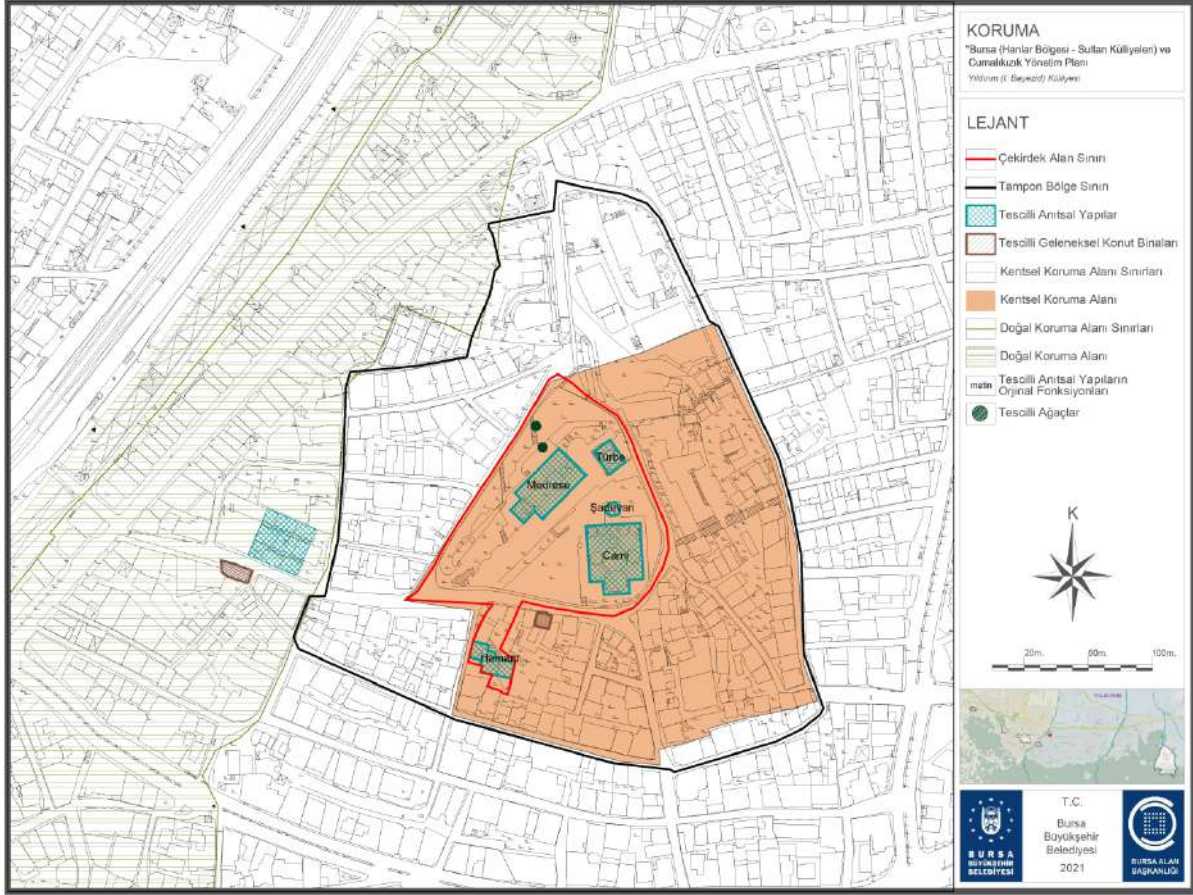 KORUMA
"Bursa (Hanlar Bölgesi - Sultan Külliyeleri) ve
Cumalıkızık Yönetim Planı
Yıldırım (I. Bayezid) Külliyesi
LEJANT
Çekirdek Alan Sınırı
Tampon Bölge Sınırı
Tescilli Anıtsal Yapılar
Tescilli Geleneksel Konut Binaları
Kentsel Koruma Alanı Sınırları
Kentsel Koruma Alanı
Doğal Koruma Alanı Sınırları
Doğal Koruma Alanı
metin
Tescilli Anıtsal Yapıların
Orjinal Fonksiyonları
Tescilli Ağaçlar
Türbe
Medrese
Şadırvan
Cami
Hamam
K
20m. 60m. 100m.
BURSA
BÜYÜKŞEHİR
BELEDİYESİ
T.C.
Bursa
Büyükşehir
Belediyesi
2021
BURSA ALAN
BAŞKANLIĞI